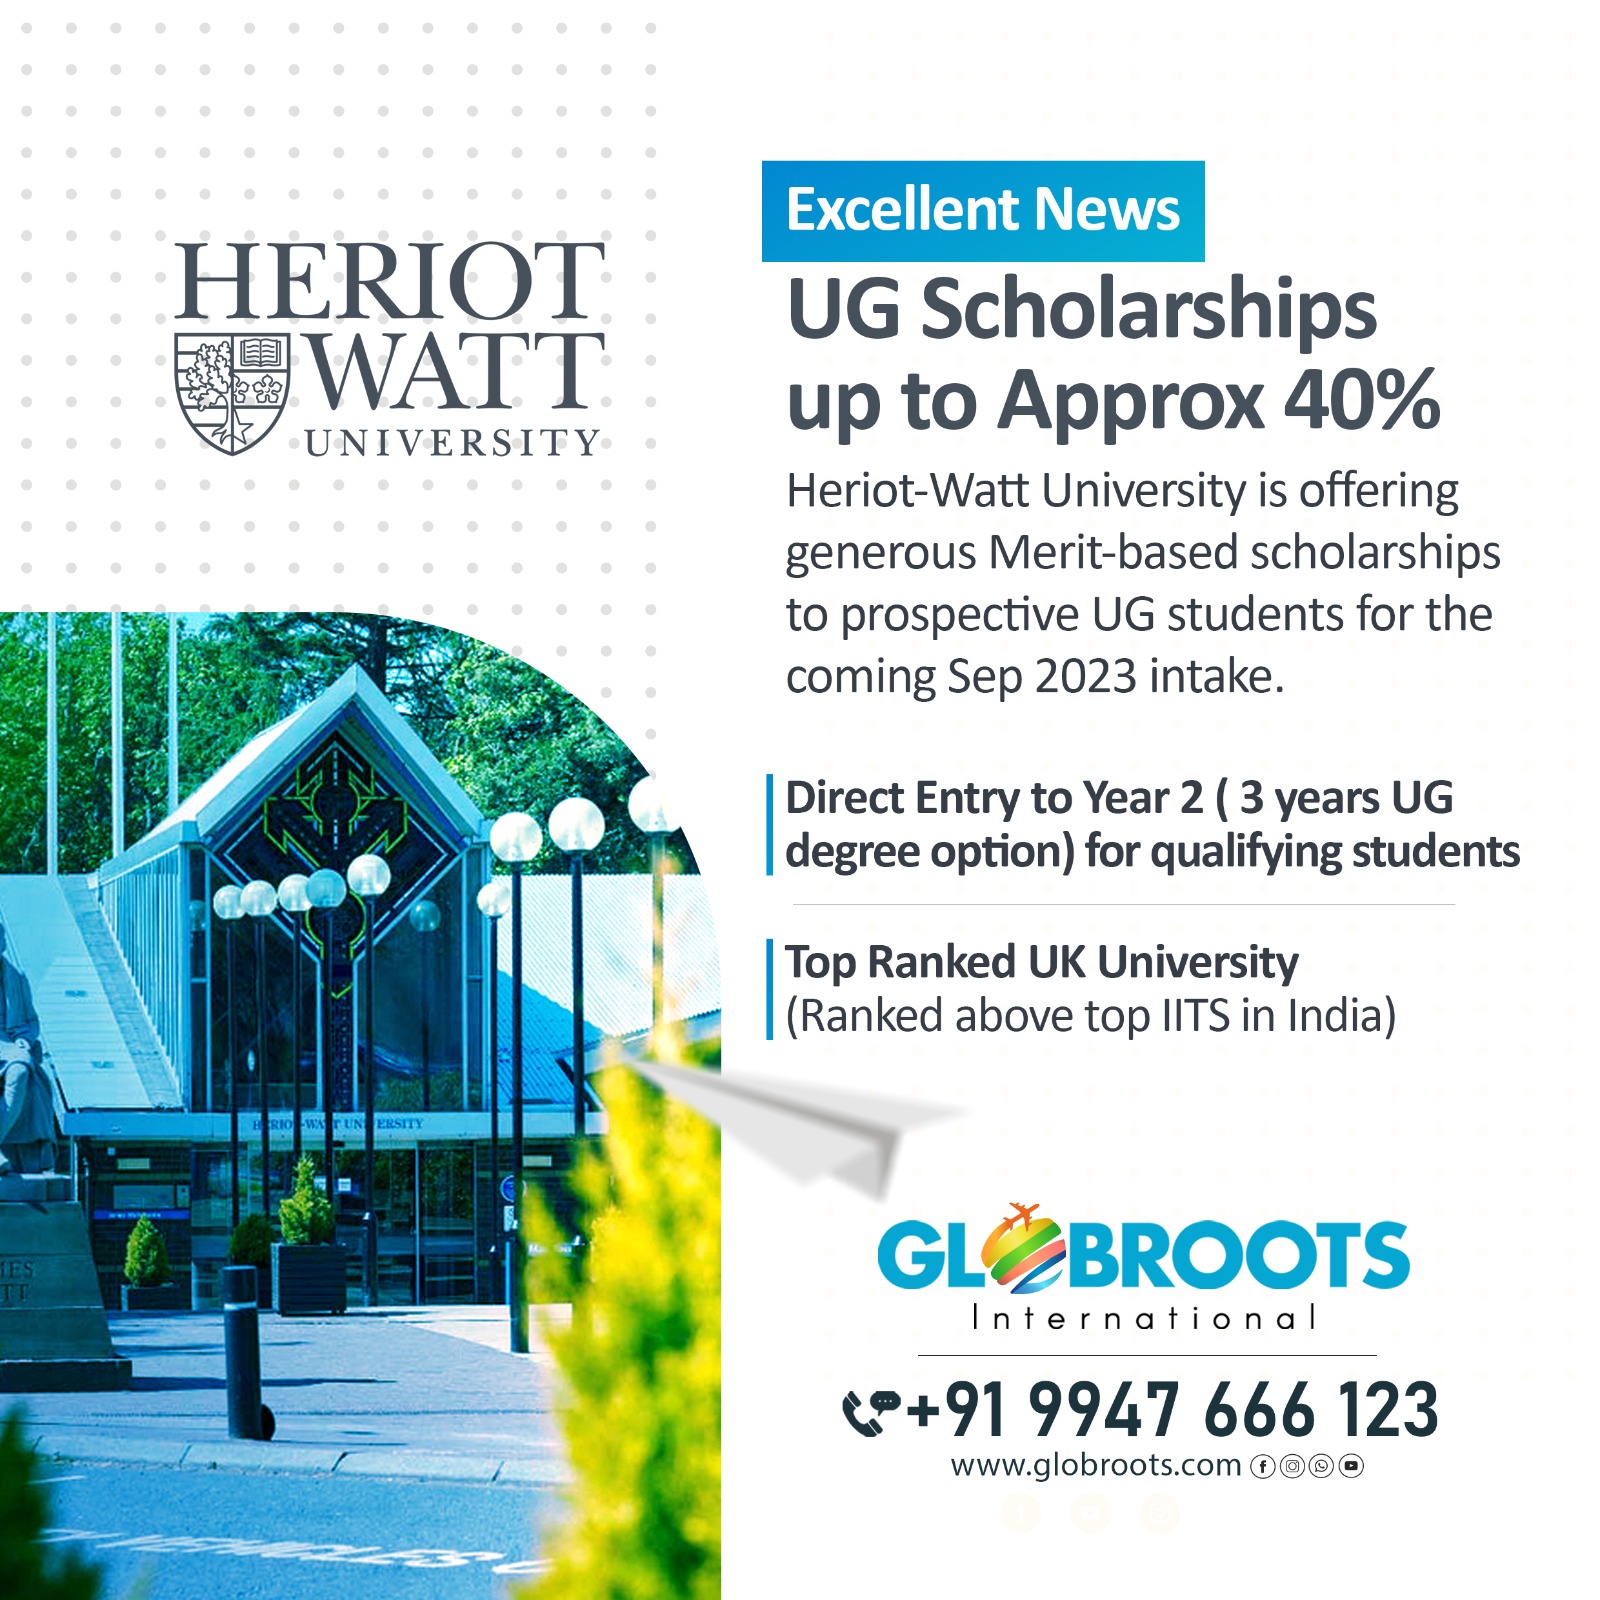 HERIOT
WATT
UNIVERSITY
Excellent News
UG Scholarships
up to Approx 40%
Heriot-Watt University is offering
generous Merit-based scholarships
to prospective UG students for the
coming Sep 2023 intake.
Direct Entry to Year 2 ( 3 years UG
degree option) for qualifying students
Top Ranked UK University
(Ranked above top IITS in India)
HERIOT-WATT UNIVERSITY
GLOBROOTS
International
+91 9947 666 123
www.globroots.com